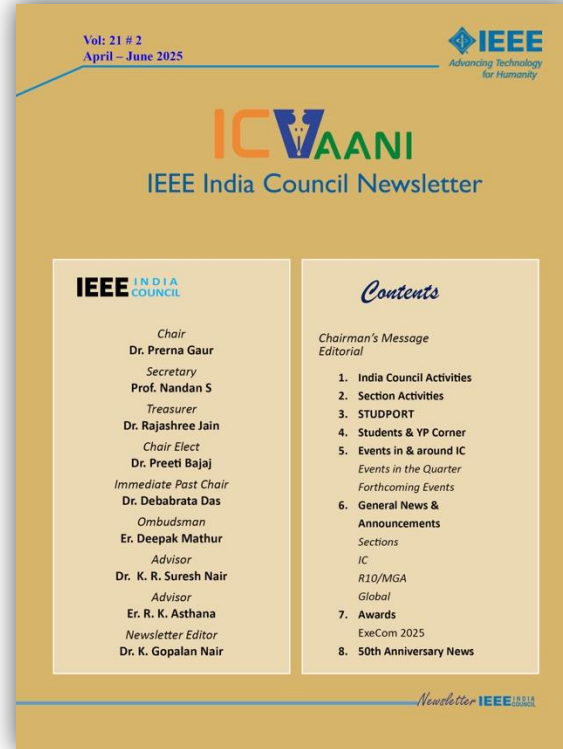 Vol: 21 # 2
April – June 2025
IEEE
Advancing Technology
for Humanity
ICVAANI
IEEE India Council Newsletter
IEEE INDIA
COUNCIL
Chair
Dr. Prerna Gaur
Secretary
Prof. Nandan S
Treasurer
Dr. Rajashree Jain
Chair Elect
Dr. Preeti Bajaj
Immediate Past Chair
Dr. Debabrata Das
Ombudsman
Er. Deepak Mathur
Advisor
Dr. K. R. Suresh Nair
Advisor
Er. R. K. Asthana
Newsletter Editor
Dr. K. Gopalan Nair
Contents
Chairman's Message
Editorial
1. India Council Activities
2. Section Activities
3. STUDPORT
4. Students & YP Corner
5. Events in & around IC
Events in the Quarter
Forthcoming Events
6. General News &
Announcements
Sections
IC
R10/MGA
Global
7. Awards
ExeCom 2025
8. 50th Anniversary News
Newsletter IEEE INDIA
COUNCIL